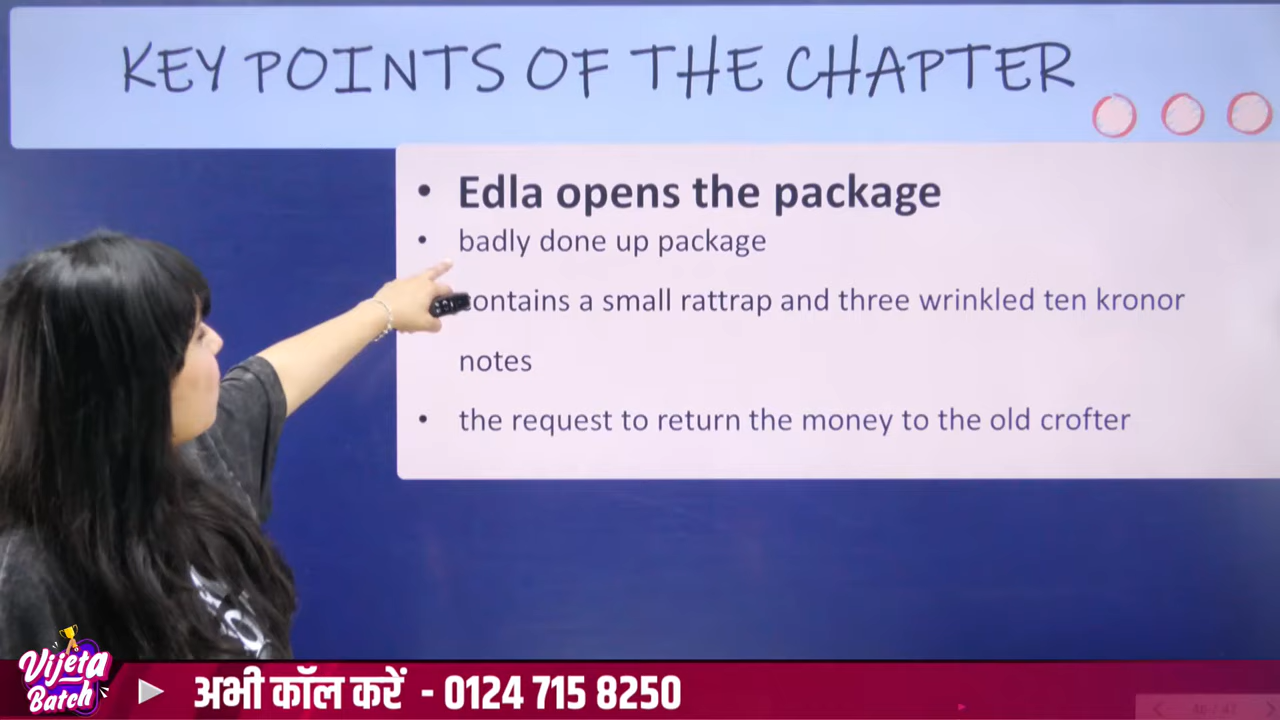 KEY POINTS OF THE CHAPTER
• Edla opens the package
• badly done up package
contains a small rattrap and three wrinkled ten kronor
notes
• the request to return the money to the old crofter
Vijeta
Batch
अभी कॉल करें - 0124 715 8250